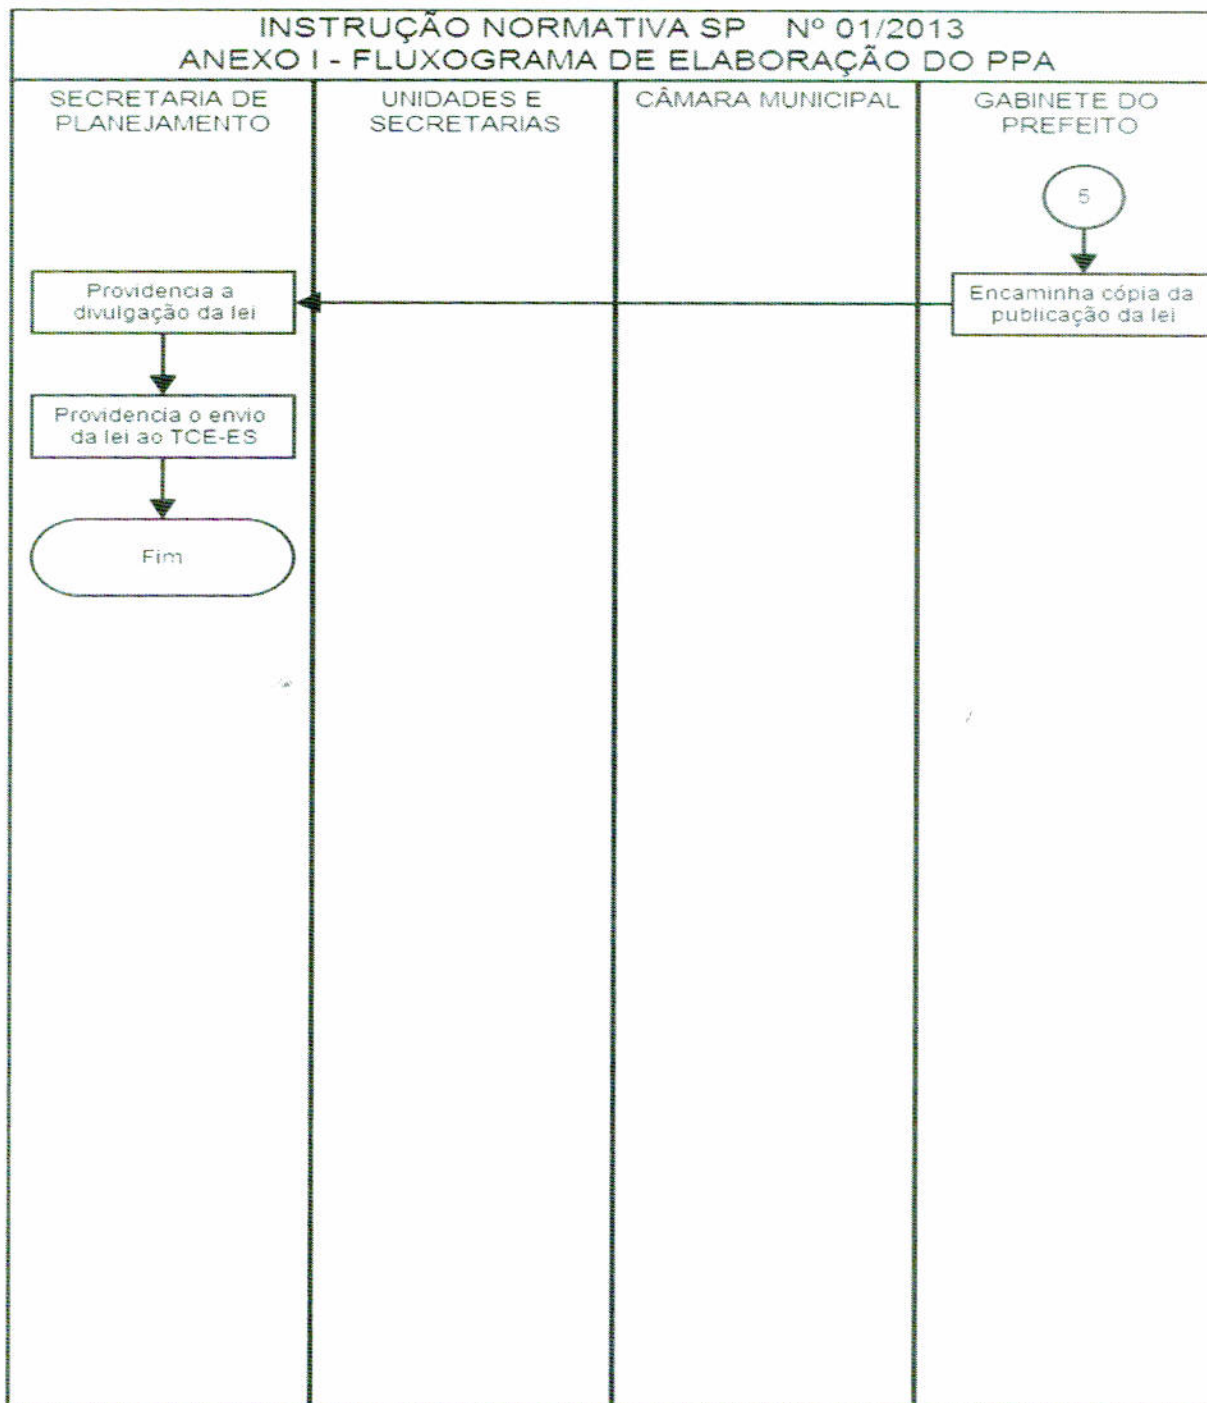 INSTRUÇÃO NORMATIVA SP Nº 01/2013
ANEXO I - FLUXOGRAMA DE ELABORAÇÃO DO PPA
SECRETARIA DE
PLANEJAMENTO
UNIDADES E
SECRETARIAS
CÂMARA MUNICIPAL
GABINETE DO
PREFEITO
5
Encaminha cópia da
publicação da lei
Providencia a
divulgação da lei
Providencia o envio
da lei ao TCE-ES
Fim